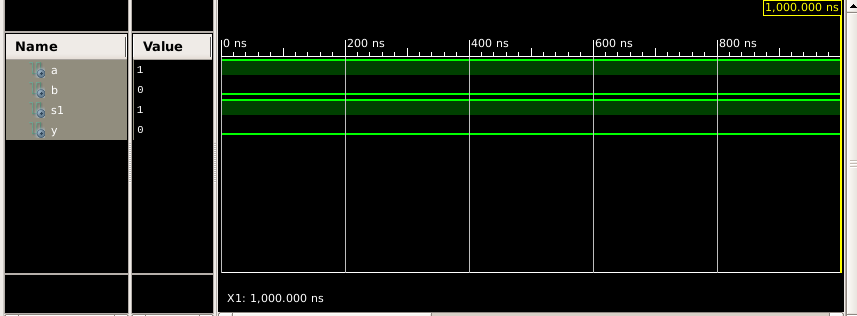 1,000.000 ns
Name
Value
0 ns
200 ns
400 ns
600 ns
800 ns
a
1
b
0
s1
1
y
0
X1: 1,000.000 ns